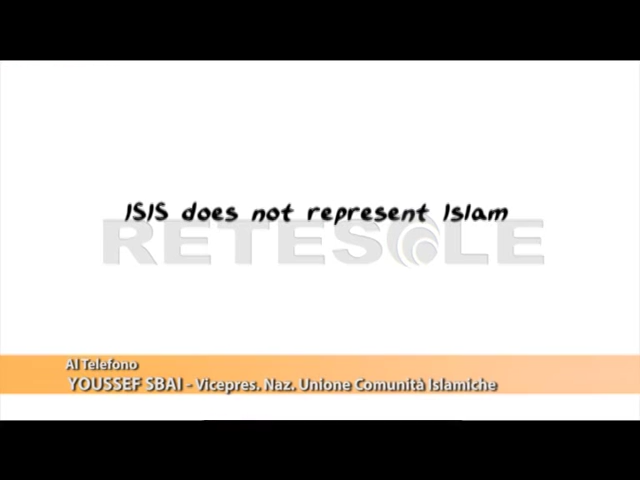 ISIS does not represent Islam
RETESOLE
Al Telefono
YOUSSEF SBAI - Vicepres. Naz. Unione Comunità Islamiche